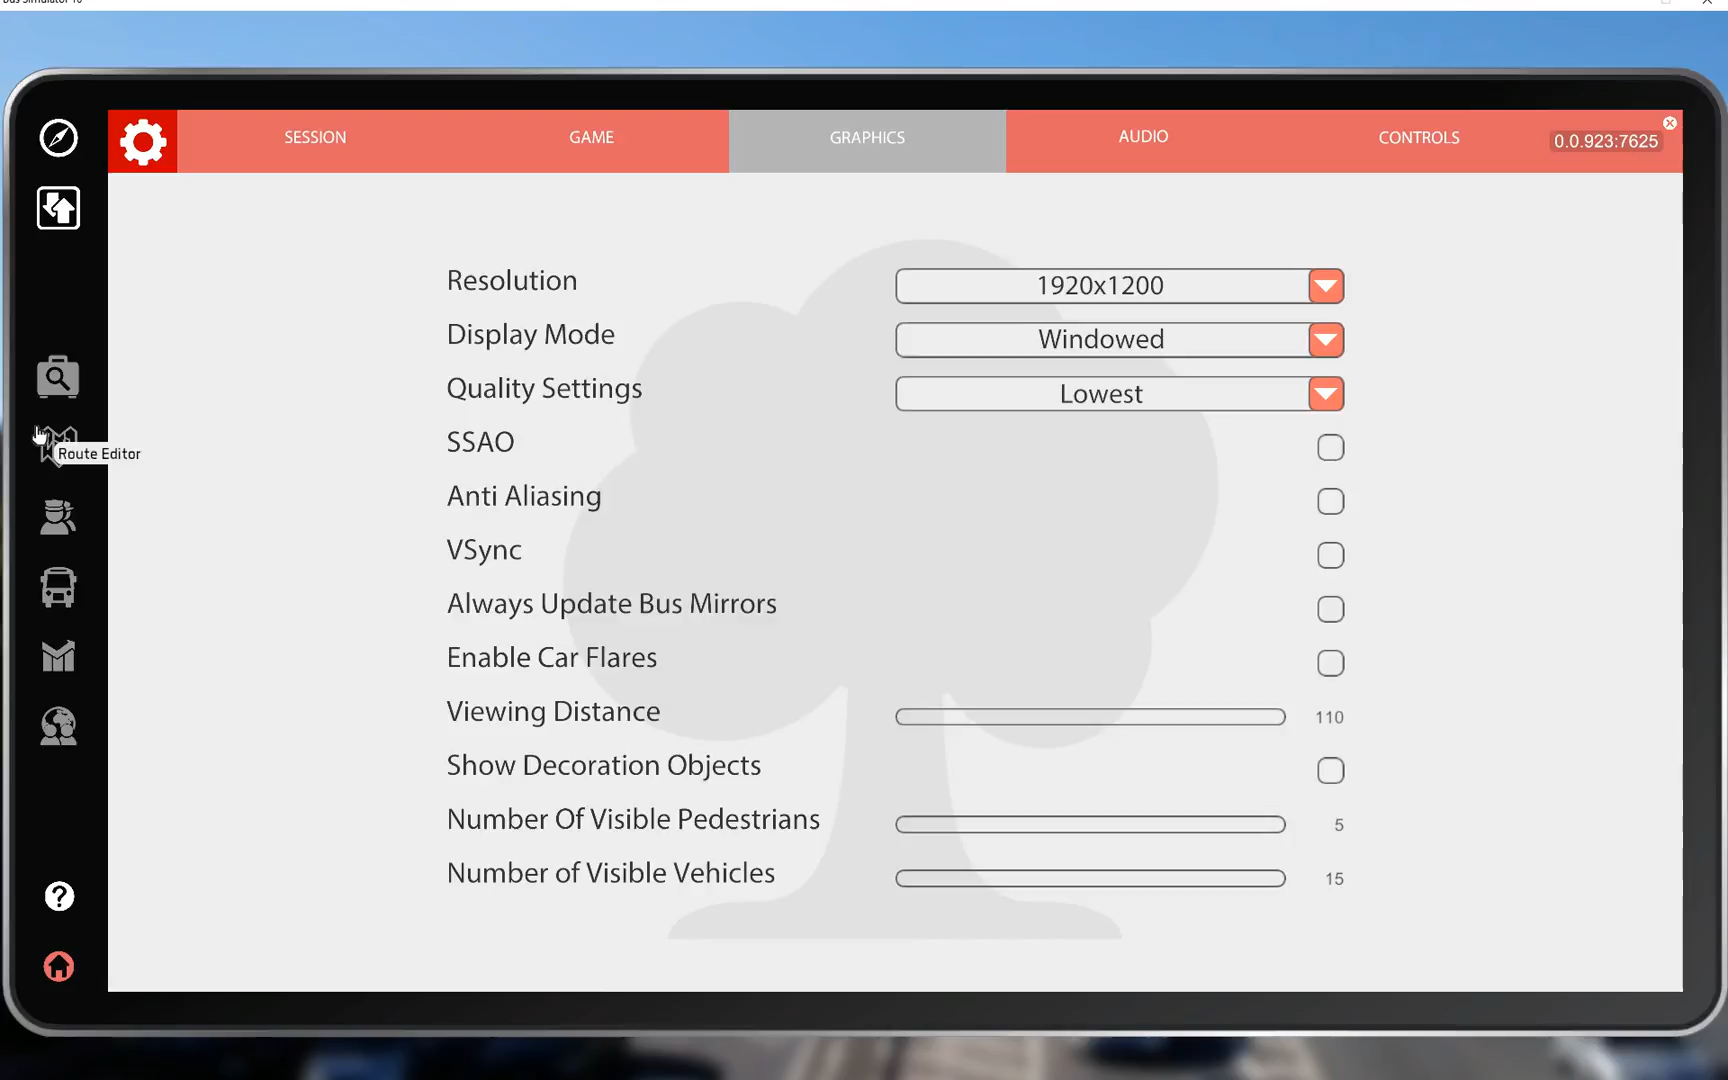 SESSION
GAME
GRAPHICS
AUDIO
CONTROLS
0.0.923:7625
Resolution
1920x1200
Display Mode
Windowed
Quality Settings
Lowest
SSAO
Route Editor
Anti Aliasing
VSync
Always Update Bus Mirrors
Enable Car Flares
Viewing Distance
110
Show Decoration Objects
Number Of Visible Pedestrians
5
Number of Visible Vehicles
15
?